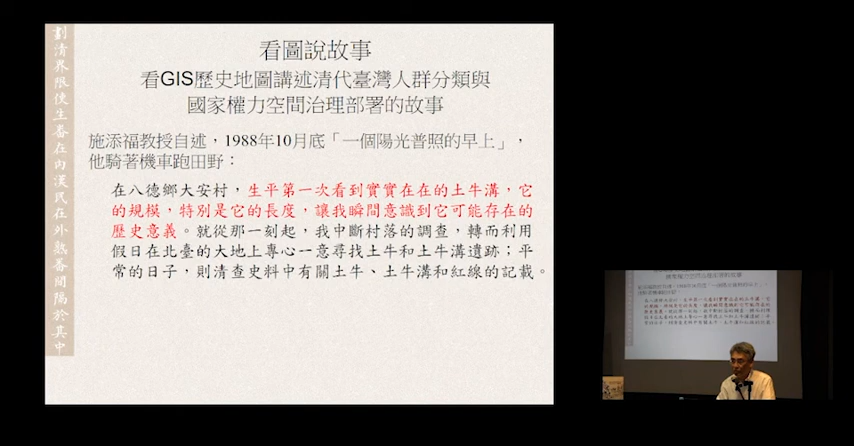 劃清界限使生番在內漢民在外熟番間隔於其中
看圖說故事
看GIS歷史地圖講述清代臺灣人群分類與
國家權力空間治理部署的故事
施添福教授自述，1988年10月底「一個陽光普照的早上」，
他騎著機車跑田野：
在八德鄉大安村，生平第一次看到實實在在的土牛溝，它
的規模，特別是它的長度，讓我瞬間意識到它可能存在的
歷史意義。就從那一刻起，我中斷村落的調查，轉而利用
假日在北臺的大地上專心一意尋找土牛和土牛溝遺跡；平
常的日子，則清查史料中有關土牛、土牛溝和紅線的記載。